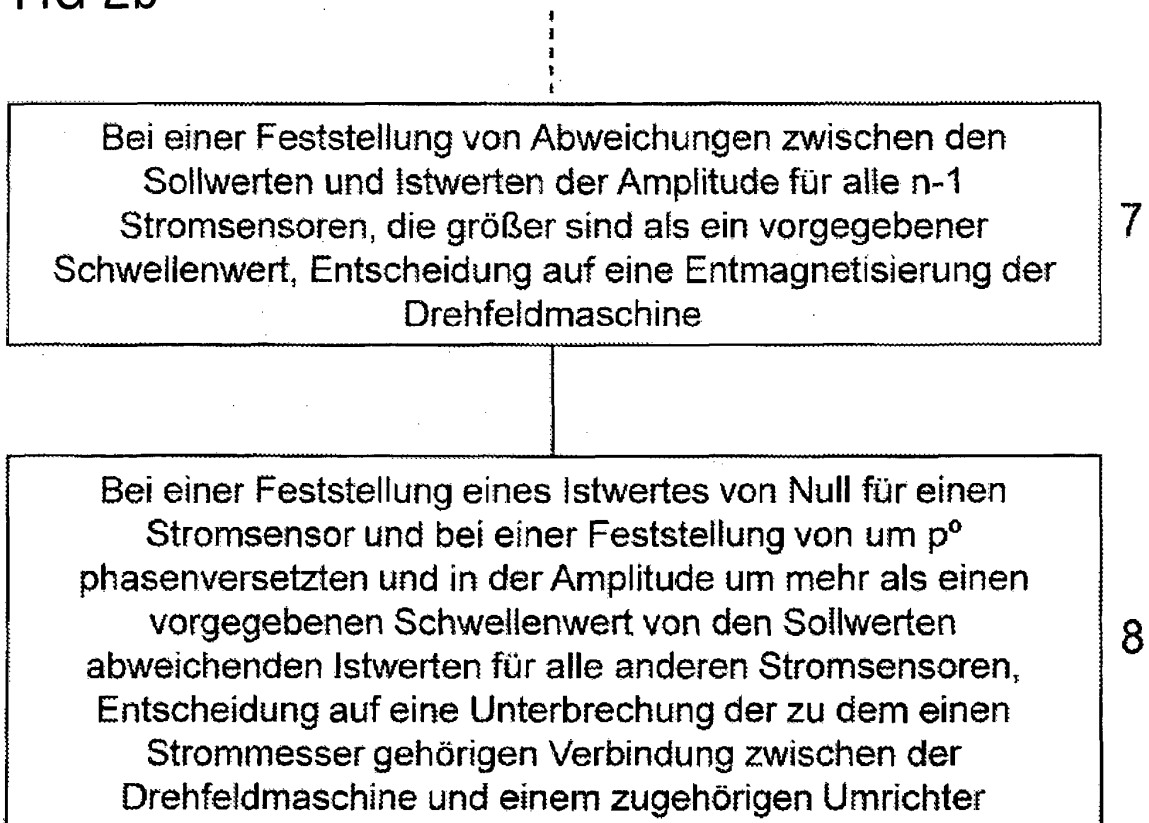 FIG 2b
Bei einer Feststellung von Abweichungen zwischen den
Sollwerten und Istwerten der Amplitude für alle n-1
Stromsensoren, die größer sind als ein vorgegebener
Schwellenwert, Entscheidung auf eine Entmagnetisierung der
Drehfeldmaschine
7
Bei einer Feststellung eines Istwertes von Null für einen
Stromsensor und bei einer Feststellung von um pº
phasenversetzten und in der Amplitude um mehr als einen
vorgegebenen Schwellenwert von den Sollwerten
abweichenden Istwerten für alle anderen Stromsensoren,
Entscheidung auf eine Unterbrechung der zu dem einen
Strommesser gehörigen Verbindung zwischen der
Drehfeldmaschine und einem zugehörigen Umrichter
8